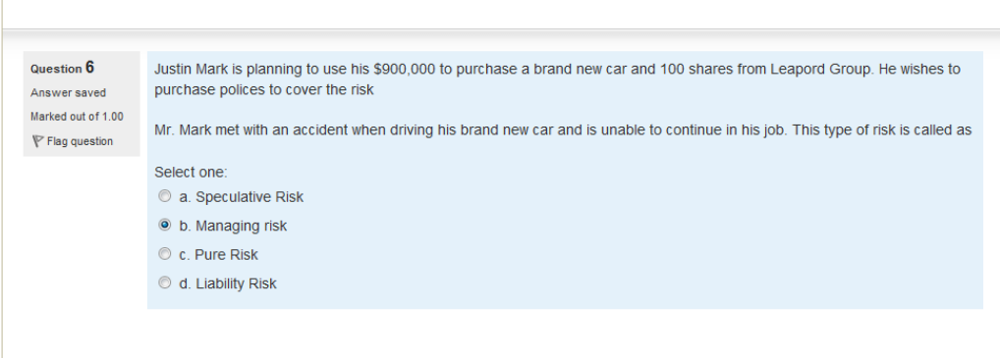 Question 6
Answer saved
Marked out of 1.00
Flag question
Justin Mark is planning to use his $900,000 to purchase a brand new car and 100 shares from Leapord Group. He wishes to
purchase polices to cover the risk
Mr. Mark met with an accident when driving his brand new car and is unable to continue in his job. This type of risk is called as
Select one:
a. Speculative Risk
b. Managing risk
c. Pure Risk
d. Liability Risk